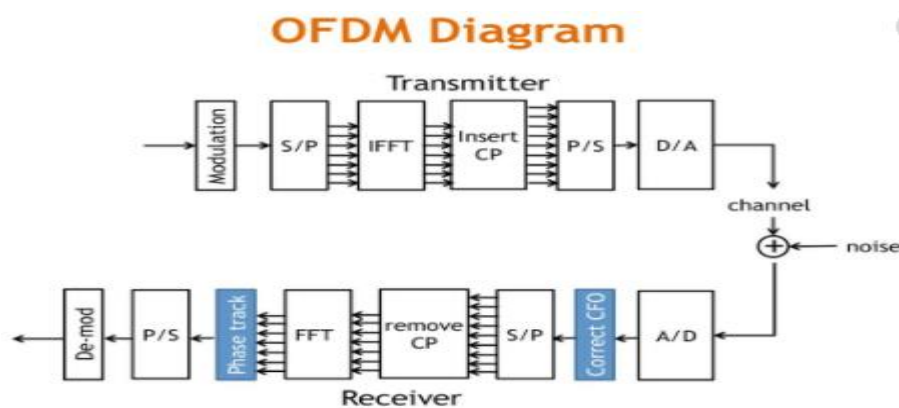 OFDM Diagram
Transmitter
Modulation
S/P
IFFT
Insert
CP
P/S
D/A
channel
+
noise
De-mod
P/S
Phase track
FFT
remove
CP
S/P
Correct CFO
A/D
Receiver